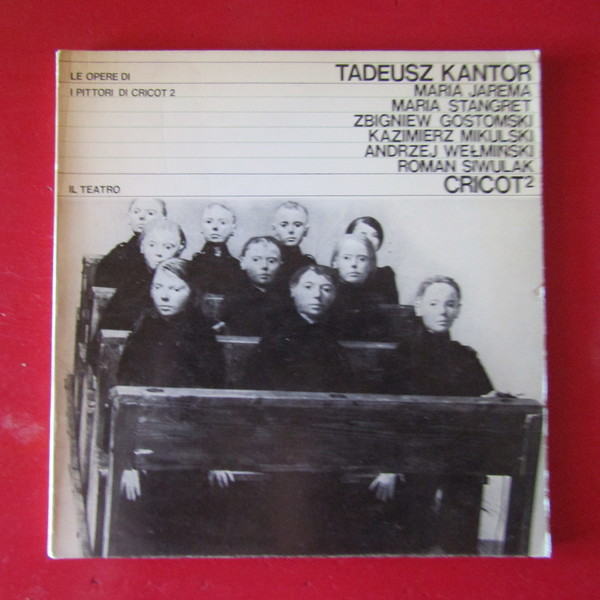 LE OPERE DI TADEUSZ KANTOR
I PITTORI DI CRICOT 2 MARIA JAREMA
MARIA STANGRET
ZBIGNIEW GOSTOMSKI
KAZIMIERZ MIKULSKI
ANDRZEJ WEŁMIŃSKI
ROMAN SIWULAK
IL TEATRO CRICOT²